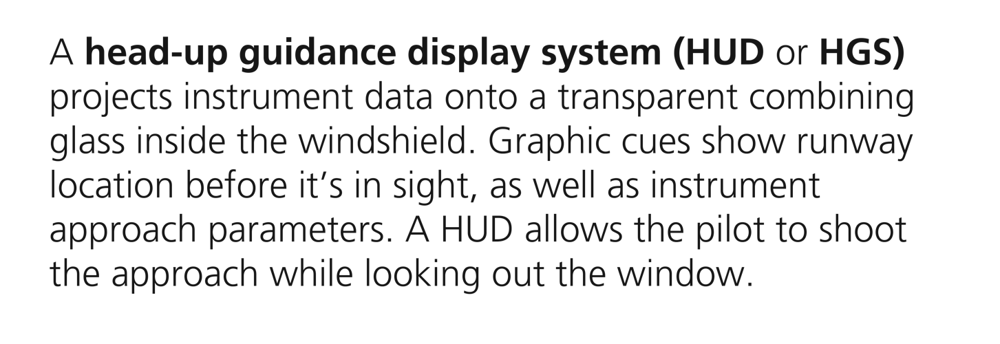 A head-up guidance display system (HUD or HGS)
projects instrument data onto a transparent combining
glass inside the windshield. Graphic cues show runway
location before it’s in sight, as well as instrument
approach parameters. A HUD allows the pilot to shoot
the approach while looking out the window.